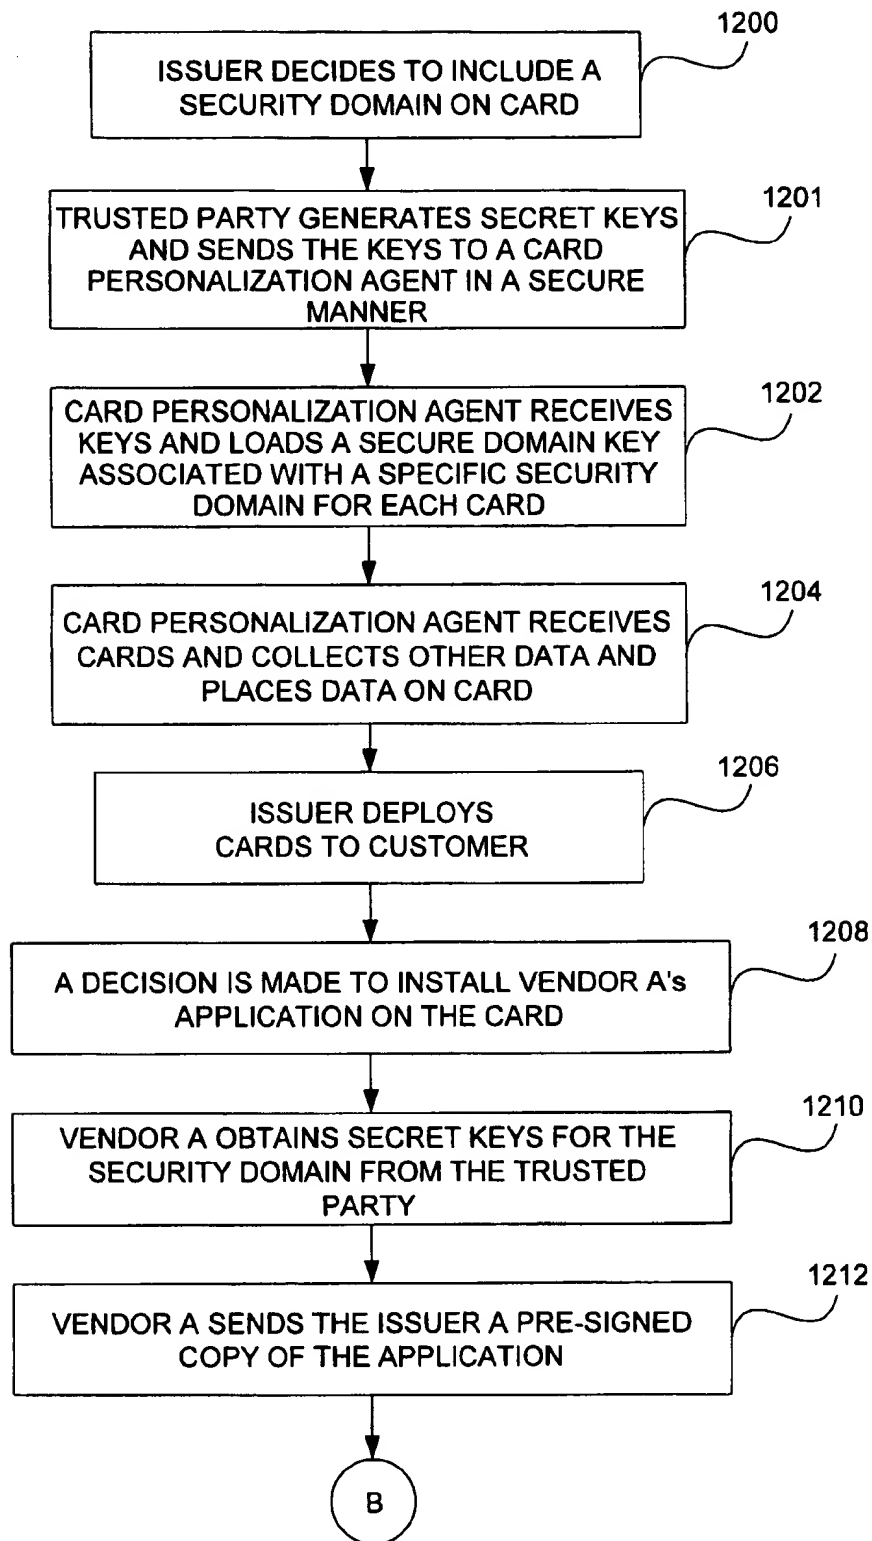 1200
ISSUER DECIDES TO INCLUDE A
SECURITY DOMAIN ON CARD
1201
TRUSTED PARTY GENERATES SECRET KEYS
AND SENDS THE KEYS TO A CARD
PERSONALIZATION AGENT IN A SECURE
MANNER
1202
CARD PERSONALIZATION AGENT RECEIVES
KEYS AND LOADS A SECURE DOMAIN KEY
ASSOCIATED WITH A SPECIFIC SECURITY
DOMAIN FOR EACH CARD
1204
CARD PERSONALIZATION AGENT RECEIVES
CARDS AND COLLECTS OTHER DATA AND
PLACES DATA ON CARD
1206
ISSUER DEPLOYS
CARDS TO CUSTOMER
1208
A DECISION IS MADE TO INSTALL VENDOR A's
APPLICATION ON THE CARD
1210
VENDOR A OBTAINS SECRET KEYS FOR THE
SECURITY DOMAIN FROM THE TRUSTED
PARTY
1212
VENDOR A SENDS THE ISSUER A PRE-SIGNED
COPY OF THE APPLICATION
B